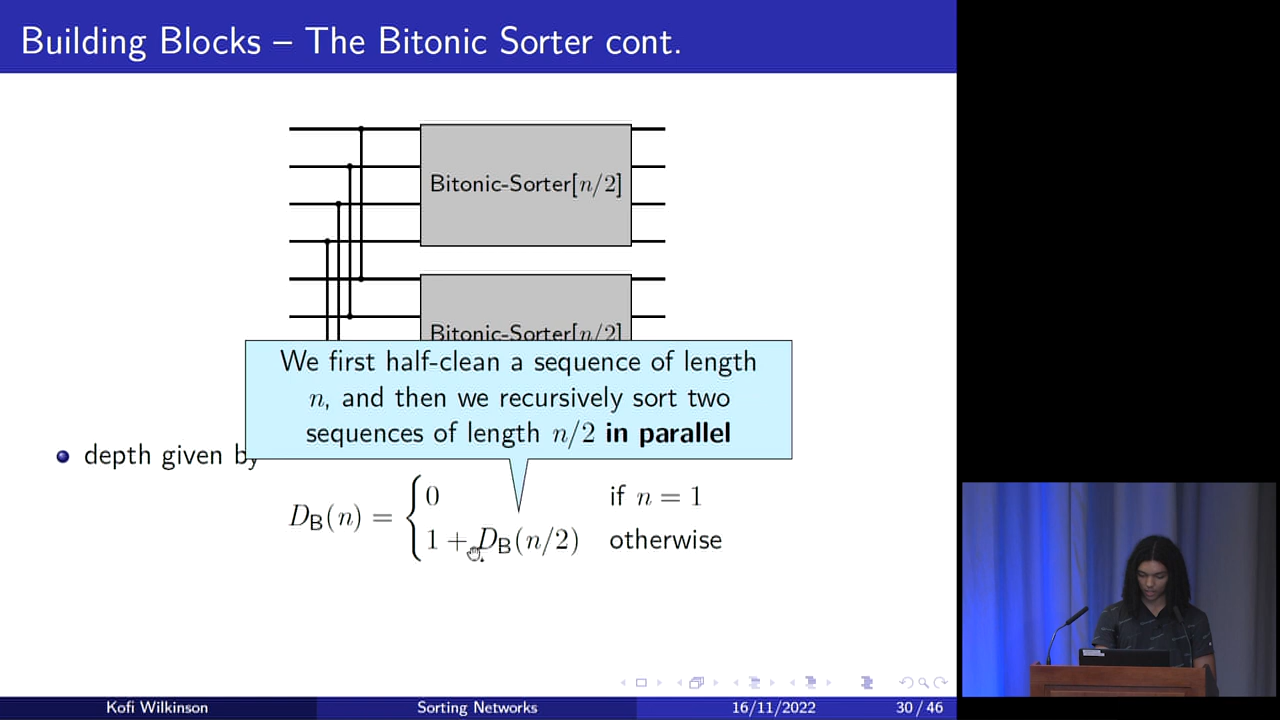 Building Blocks – The Bitonic Sorter cont.
Bitonic-Sorter[n/2]
Bitonic-Sorter[n/2]
We first half-clean a sequence of length
n, and then we recursively sort two
sequences of length n/2 in parallel
depth given by
D_B(n) = { 0 if n = 1
1 + D_B(n/2) otherwise
Kofi Wilkinson Sorting Networks 16/11/2022 30 / 46